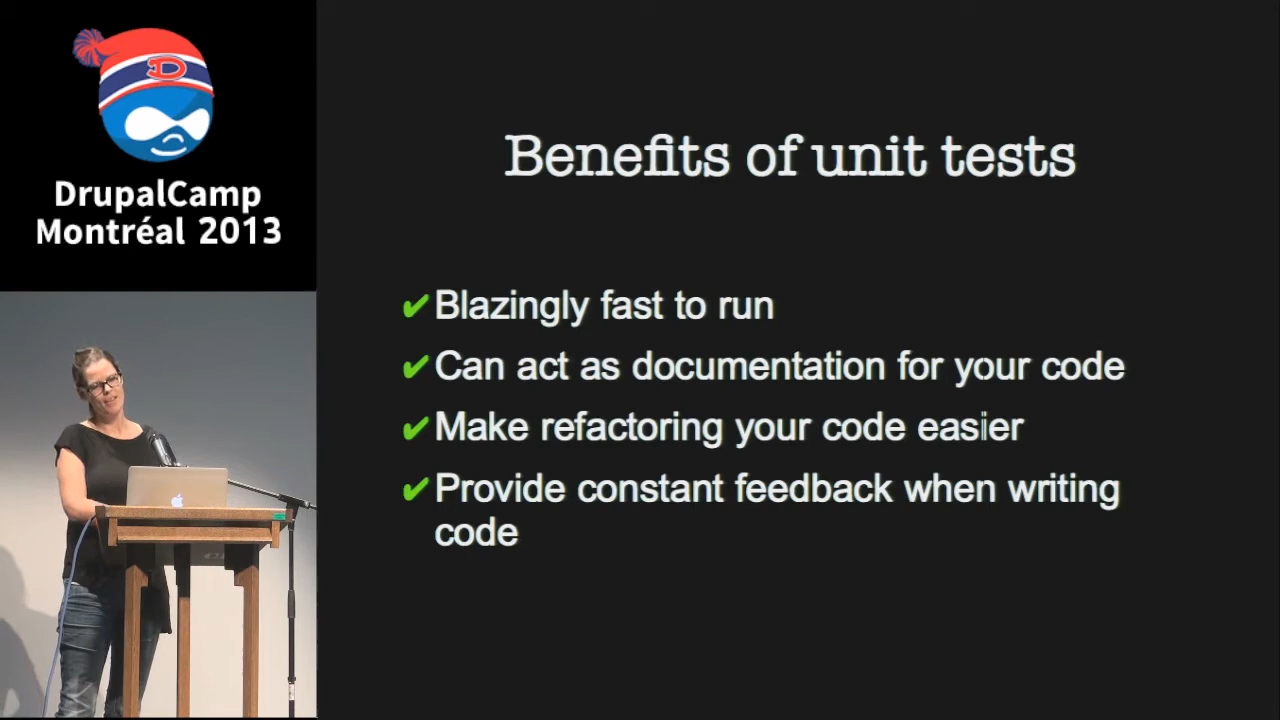 D
DrupalCamp
Montréal 2013
Benefits of unit tests
✔Blazingly fast to run
✔Can act as documentation for your code
✔Make refactoring your code easier
✔Provide constant feedback when writing
code